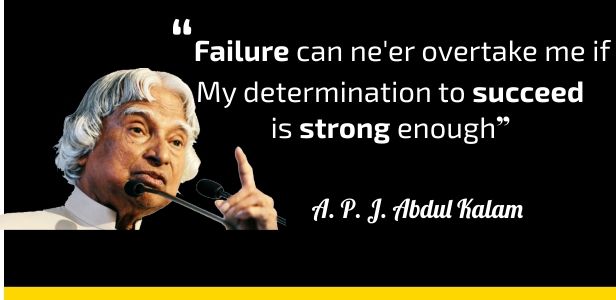 “Failure can ne'er overtake me if
My determination to succeed
is strong enough”
A. P. J. Abdul Kalam